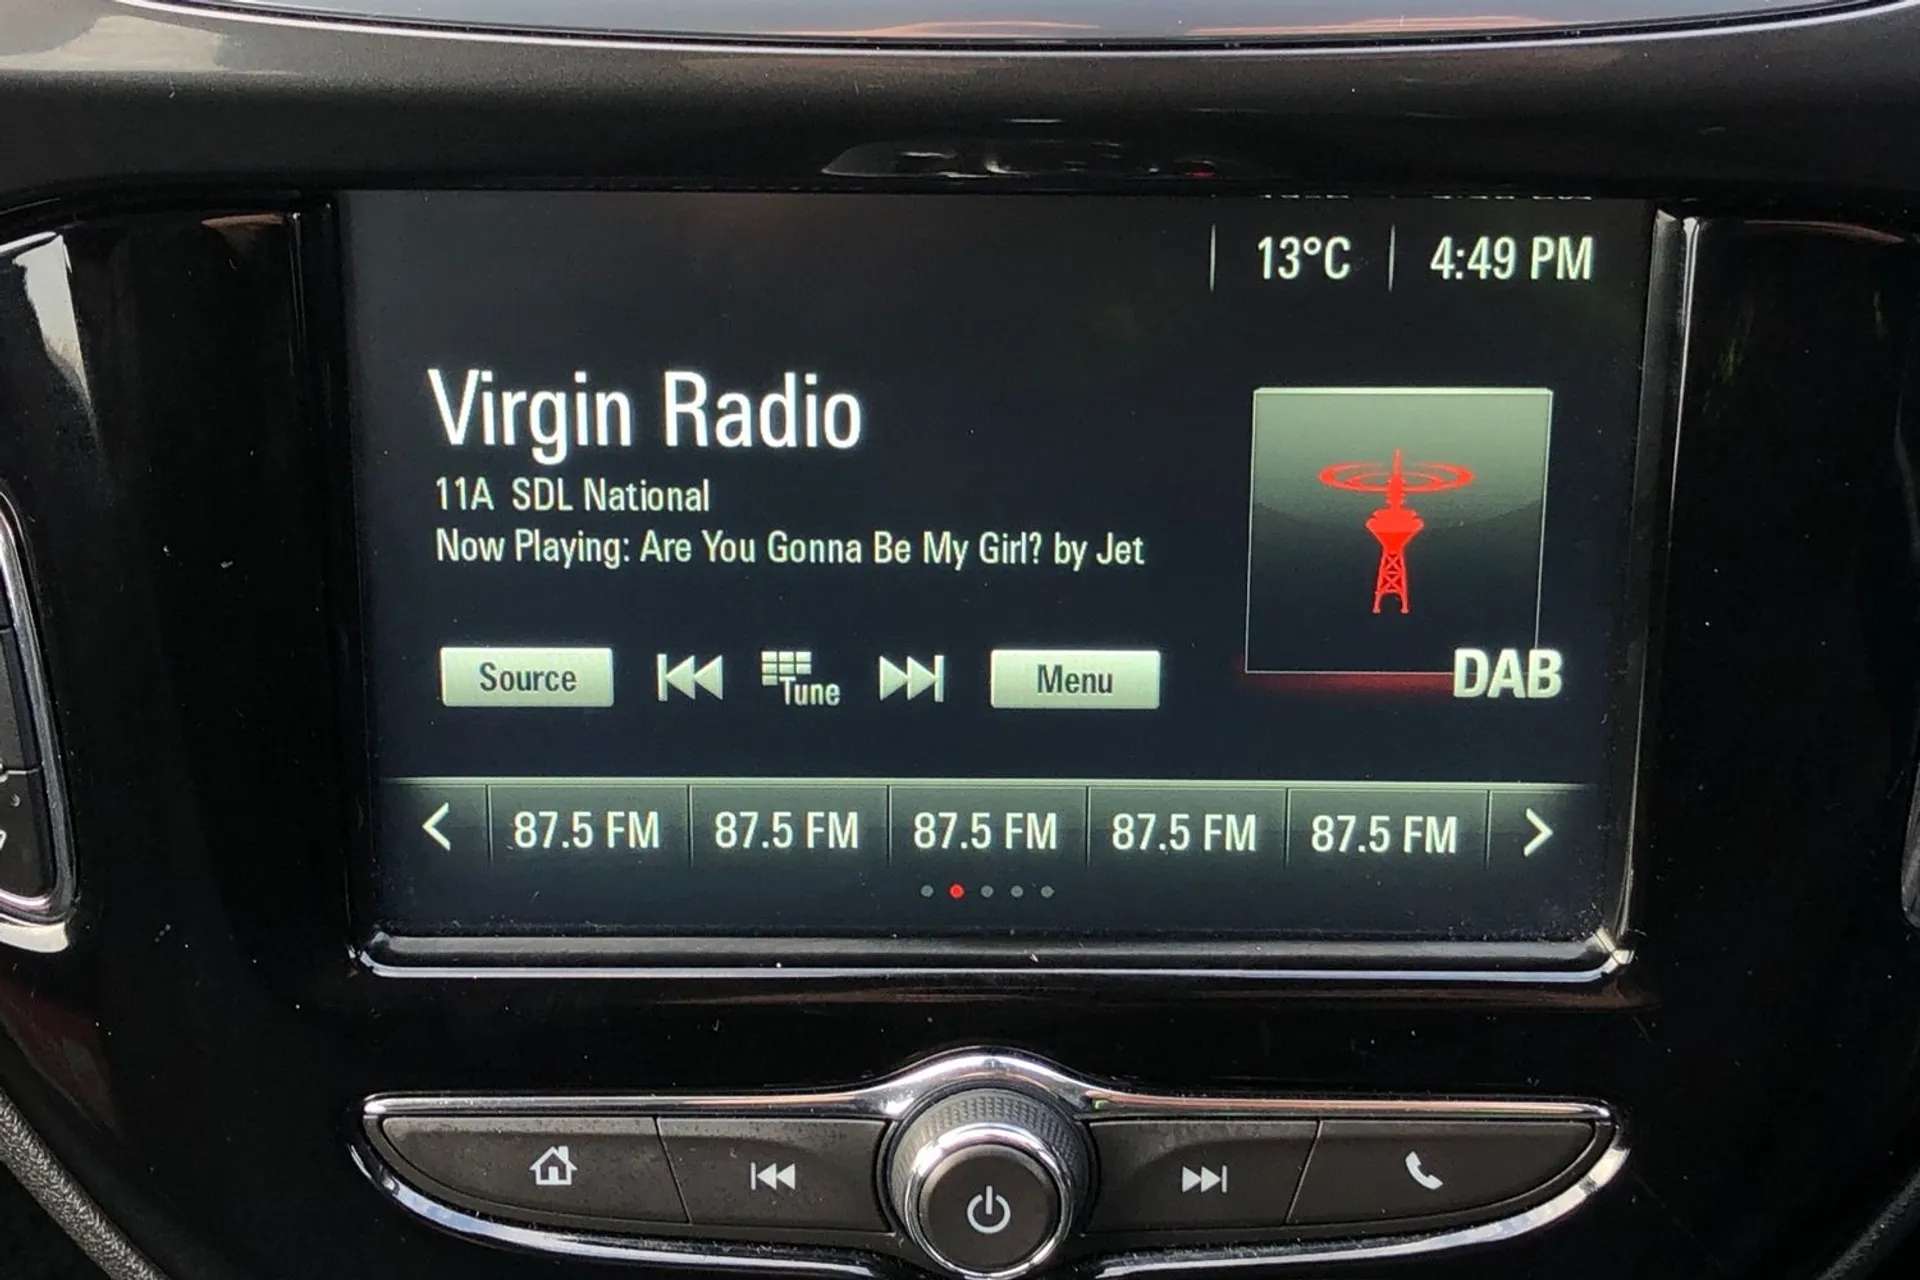 13°C 4:49 PM
Virgin Radio
11A SDL National
Now Playing: Are You Gonna Be My Girl? by Jet
Source Tune Menu
DAB
87.5 FM 87.5 FM 87.5 FM 87.5 FM 87.5 FM